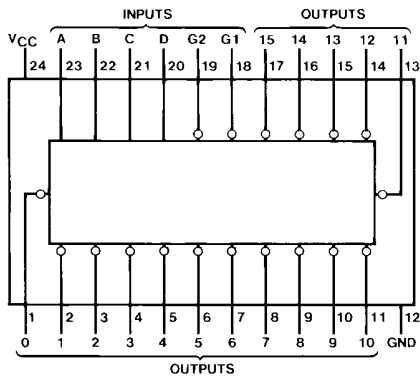 INPUTS OUTPUTS
VCC A B C D G2 G1 15 14 13 12 11
24 23 22 21 20 19 18 17 16 15 14 13
1 2 3 4 5 6 7 8 9 10 11 12
0 1 2 3 4 5 6 7 8 9 10 GND
OUTPUTS